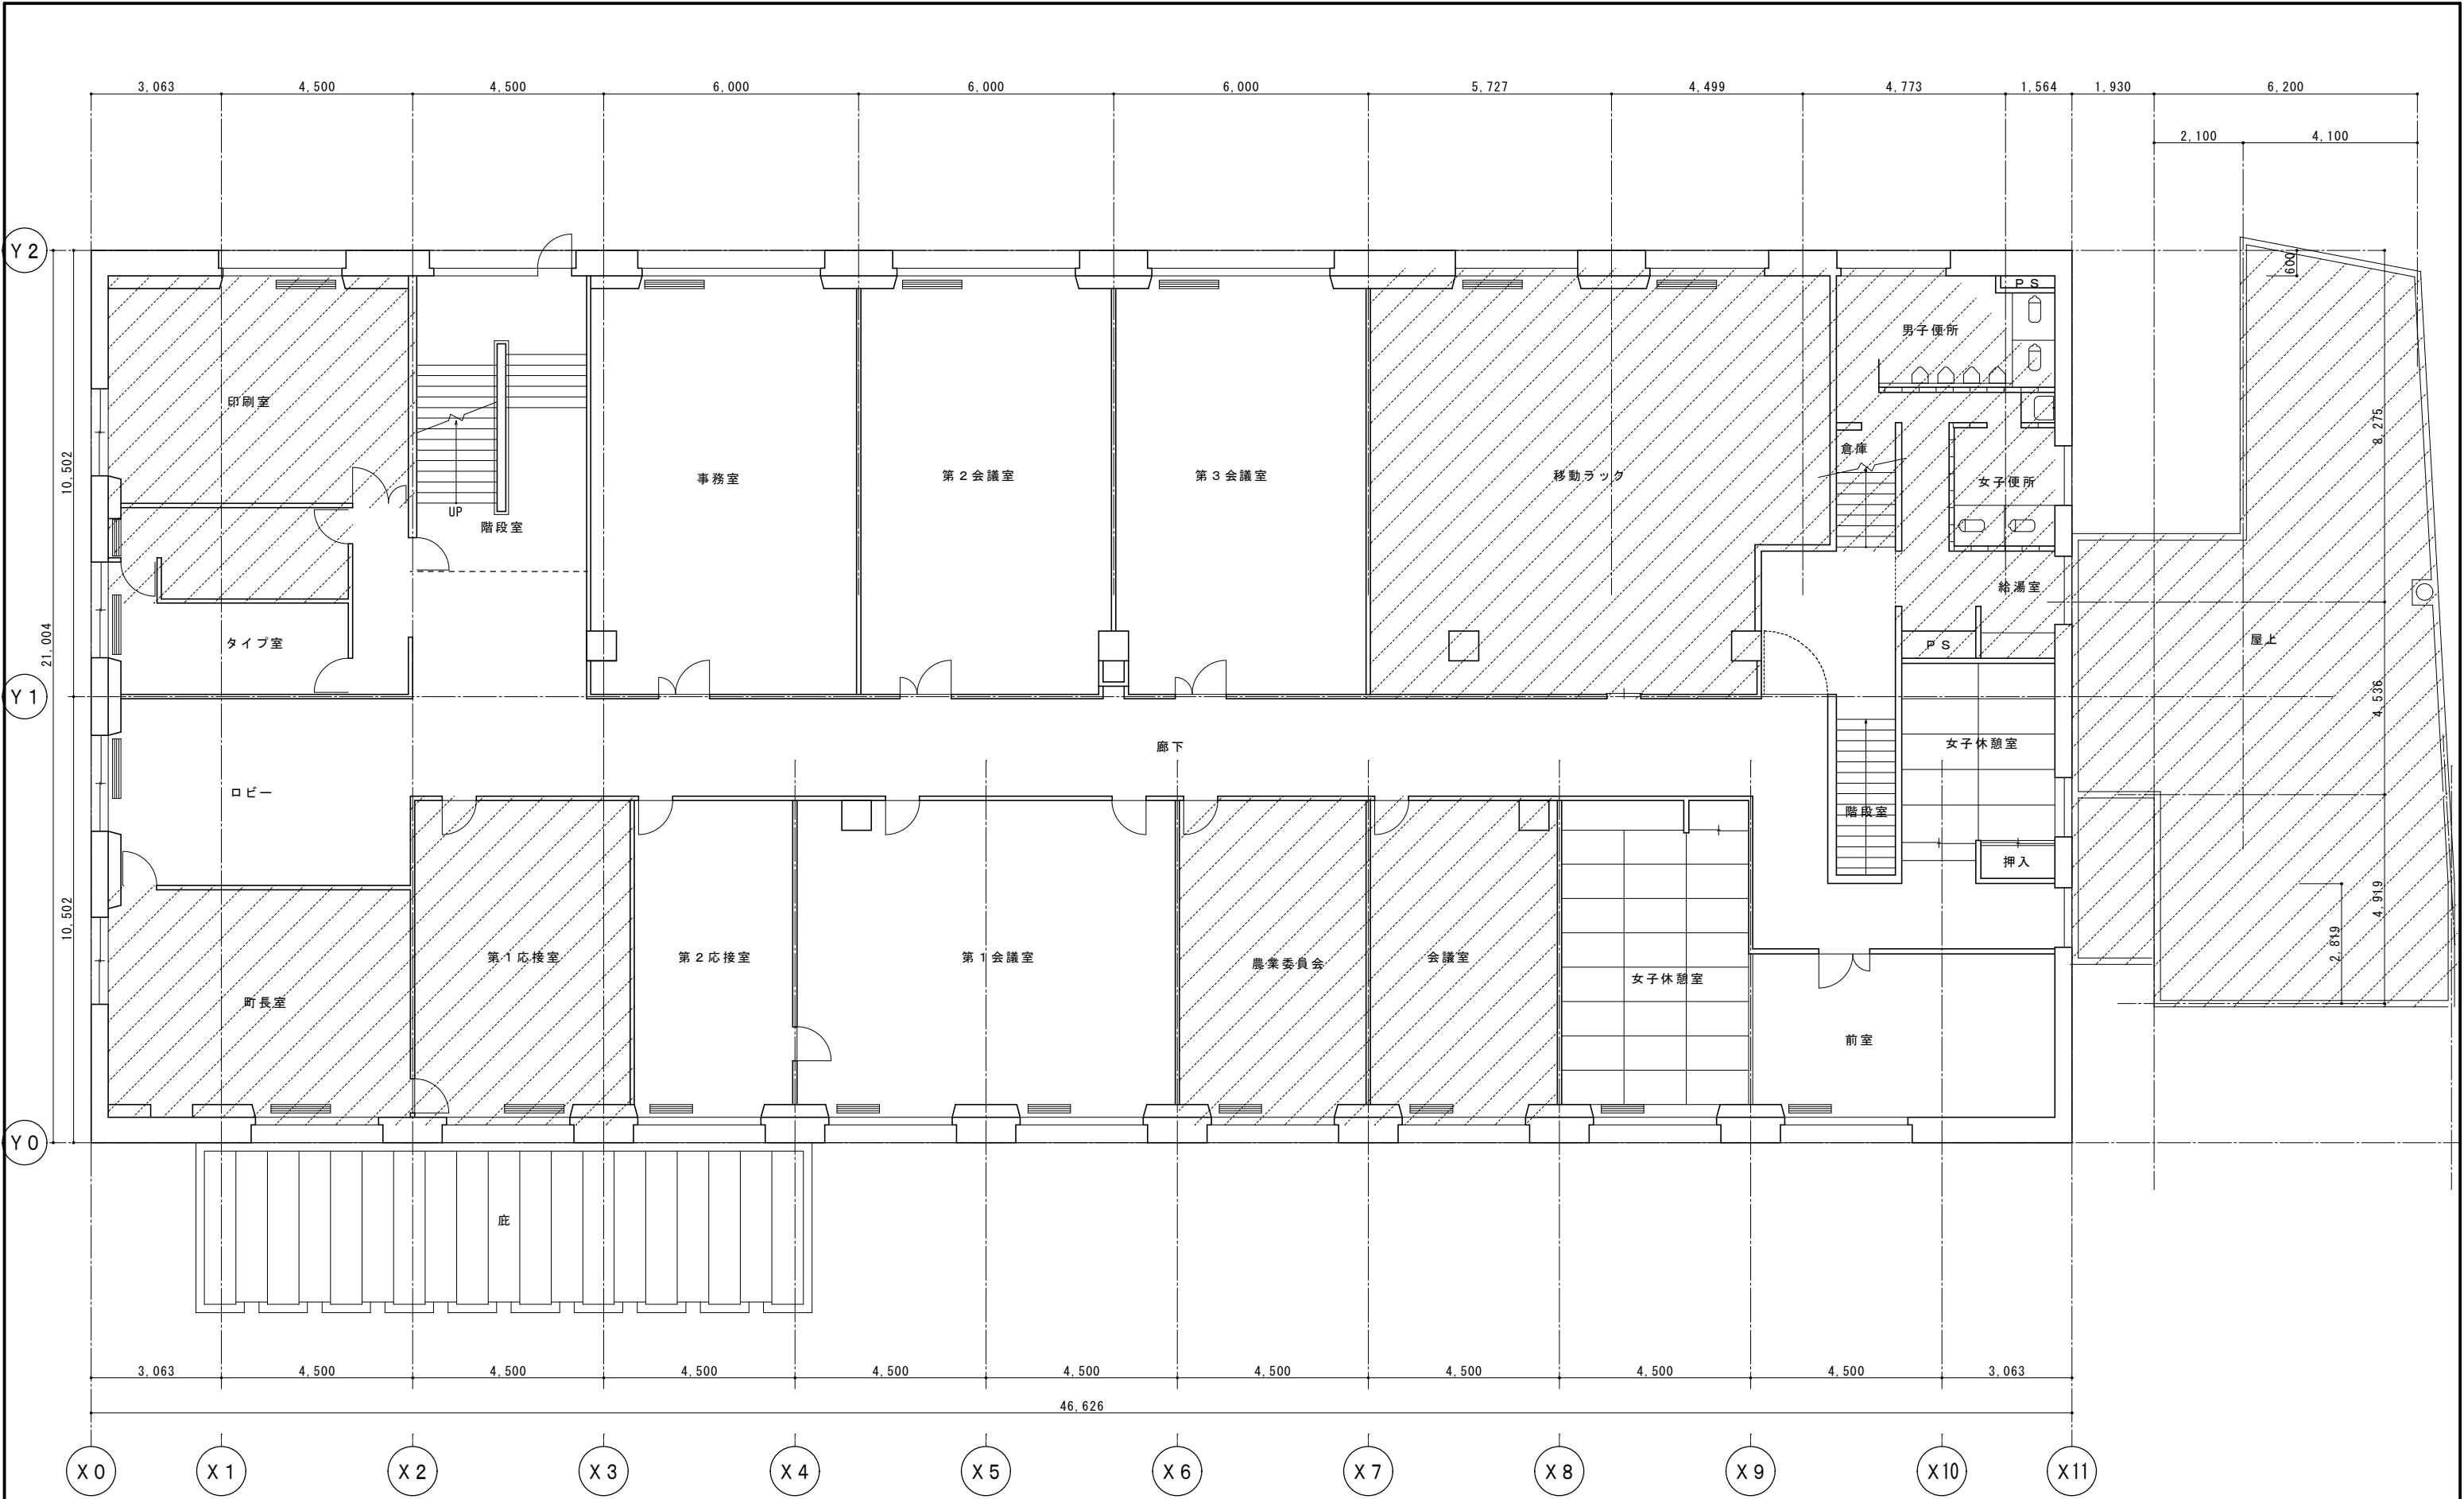 3,063 4,500 4,500 6,000 6,000 6,000 5,727 4,499 4,773 1,564 1,930 6,200
2,100 4,100
Y2
600
PS
男子便所
印刷室
8,275
倉庫
10,502
事務室
第2会議室
第3会議室
移動ラック
女子便所
UP
階段室
給湯室
21,004
タイプ室
PS
屋上
Y1
4,536
廊下
女子休憩室
ロビー
階段室
押入
10,502
4,919
2,819
第1応接室
第2応接室
第1会議室
農業委員会
会議室
女子休憩室
町長室
前室
Y0
庇
3,063 4,500 4,500 4,500 4,500 4,500 4,500 4,500 4,500 4,500 3,063
46,626
X0 X1 X2 X3 X4 X5 X6 X7 X8 X9 X10 X11